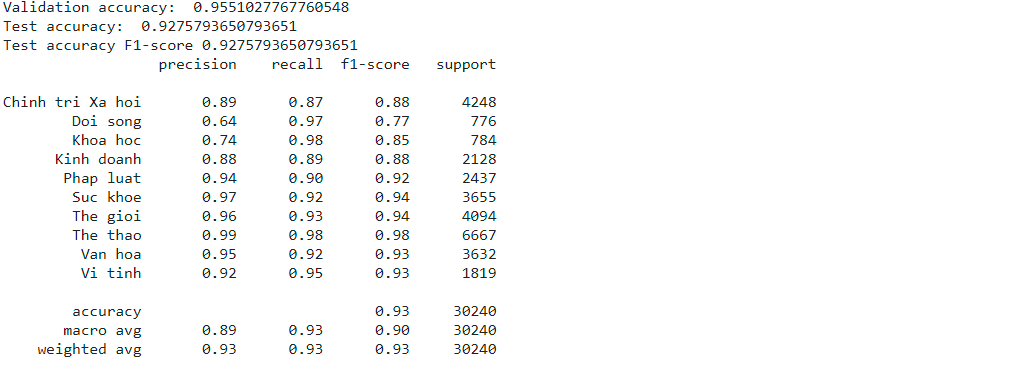 Validation accuracy:  0.9551027767760548
Test accuracy:  0.9275793650793651
Test accuracy F1-score 0.9275793650793651
precision recall f1-score support
Chinh tri Xa hoi 0.89 0.87 0.88 4248
Doi song 0.64 0.97 0.77 776
Khoa hoc 0.74 0.98 0.85 784
Kinh doanh 0.88 0.89 0.88 2128
Phap luat 0.94 0.90 0.92 2437
Suc khoe 0.97 0.92 0.94 3655
The gioi 0.96 0.93 0.94 4094
The thao 0.99 0.98 0.98 6667
Van hoa 0.95 0.92 0.93 3632
Vi tinh 0.92 0.95 0.93 1819
accuracy 0.93 30240
macro avg 0.89 0.93 0.90 30240
weighted avg 0.93 0.93 0.93 30240